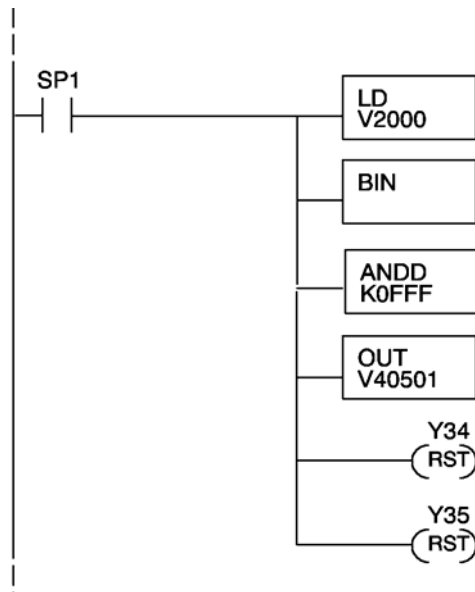 SP1
LD
V2000
BIN
ANDD
K0FFF
OUT
V40501
Y34
RST
Y35
RST